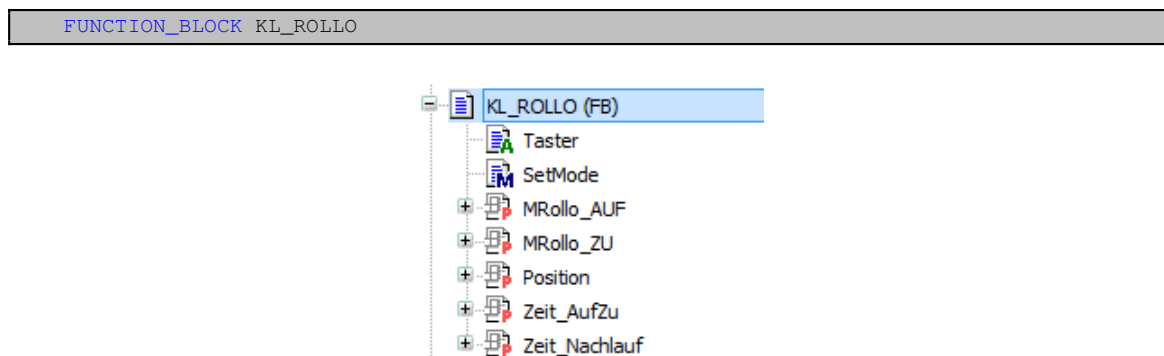 FUNCTION_BLOCK KL_ROLLO
KL_ROLLO (FB)
Taster
SetMode
MRollo_AUF
MRollo_ZU
Position
Zeit_AufZu
Zeit_Nachlauf